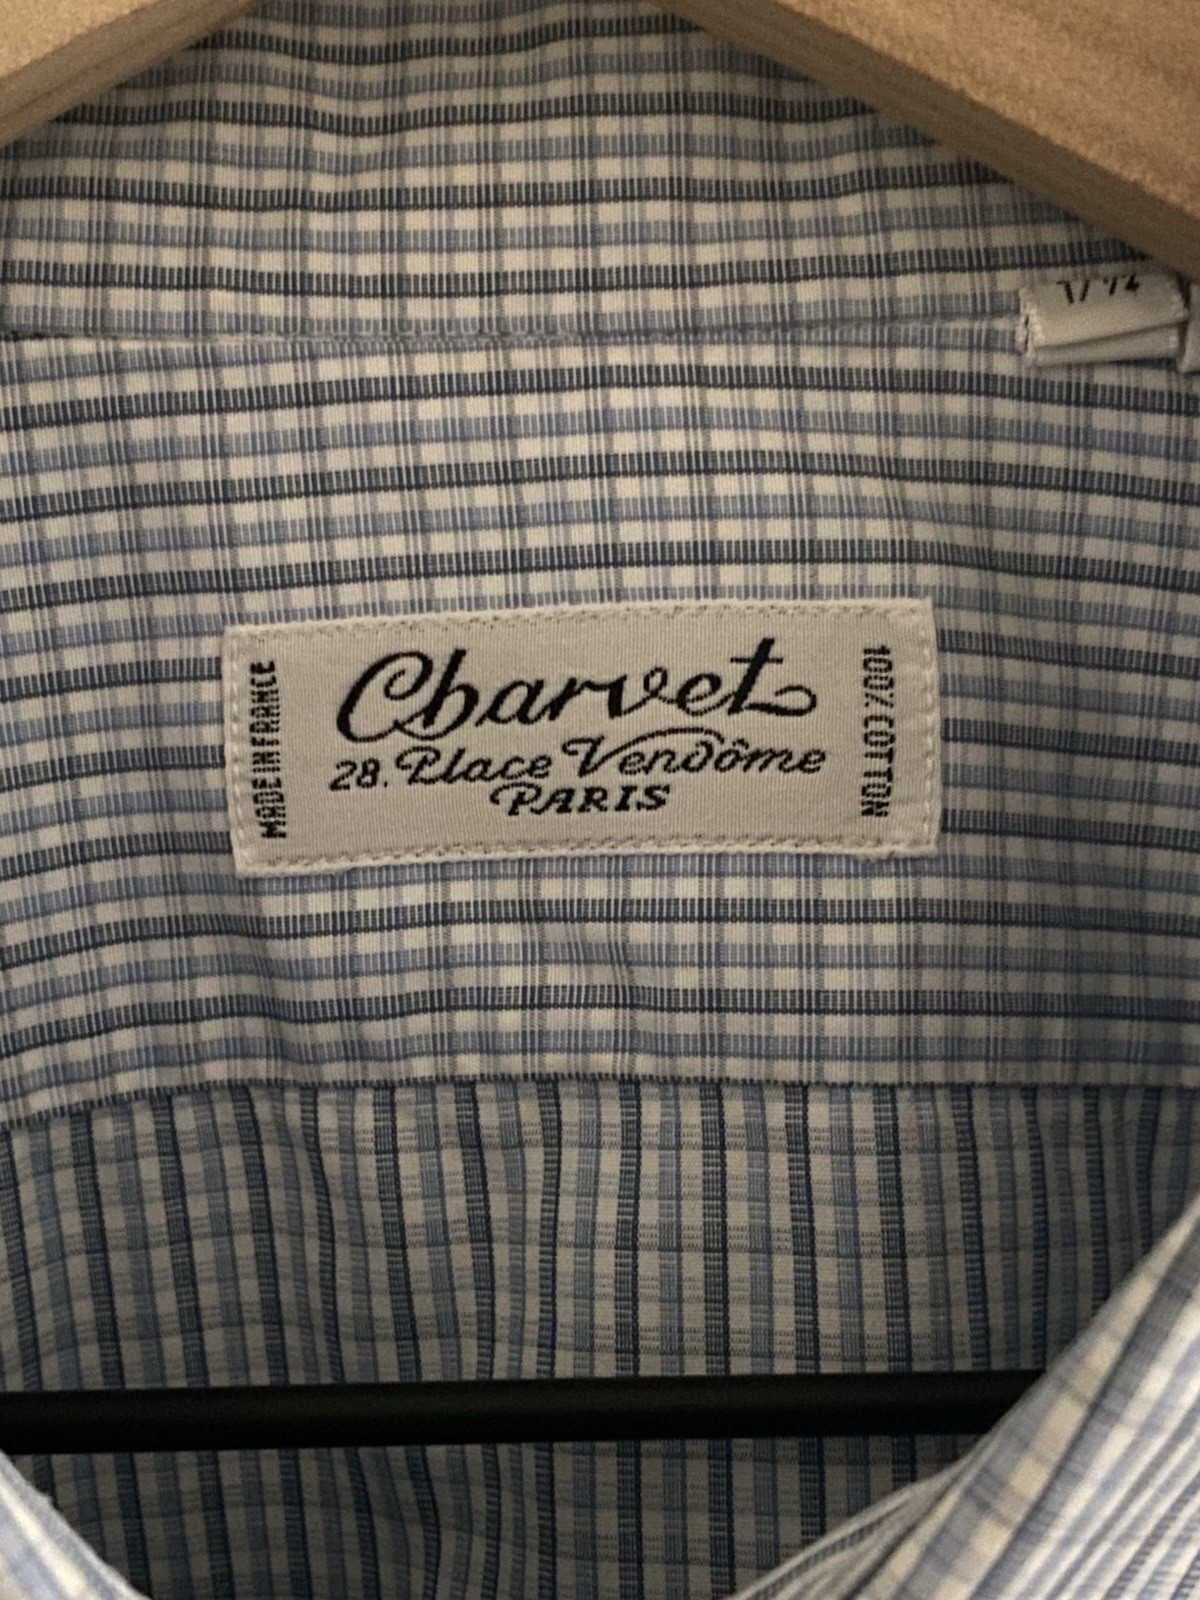 Charvet
28. Place Vendôme
PARIS
MADE IN FRANCE
100% COTTON